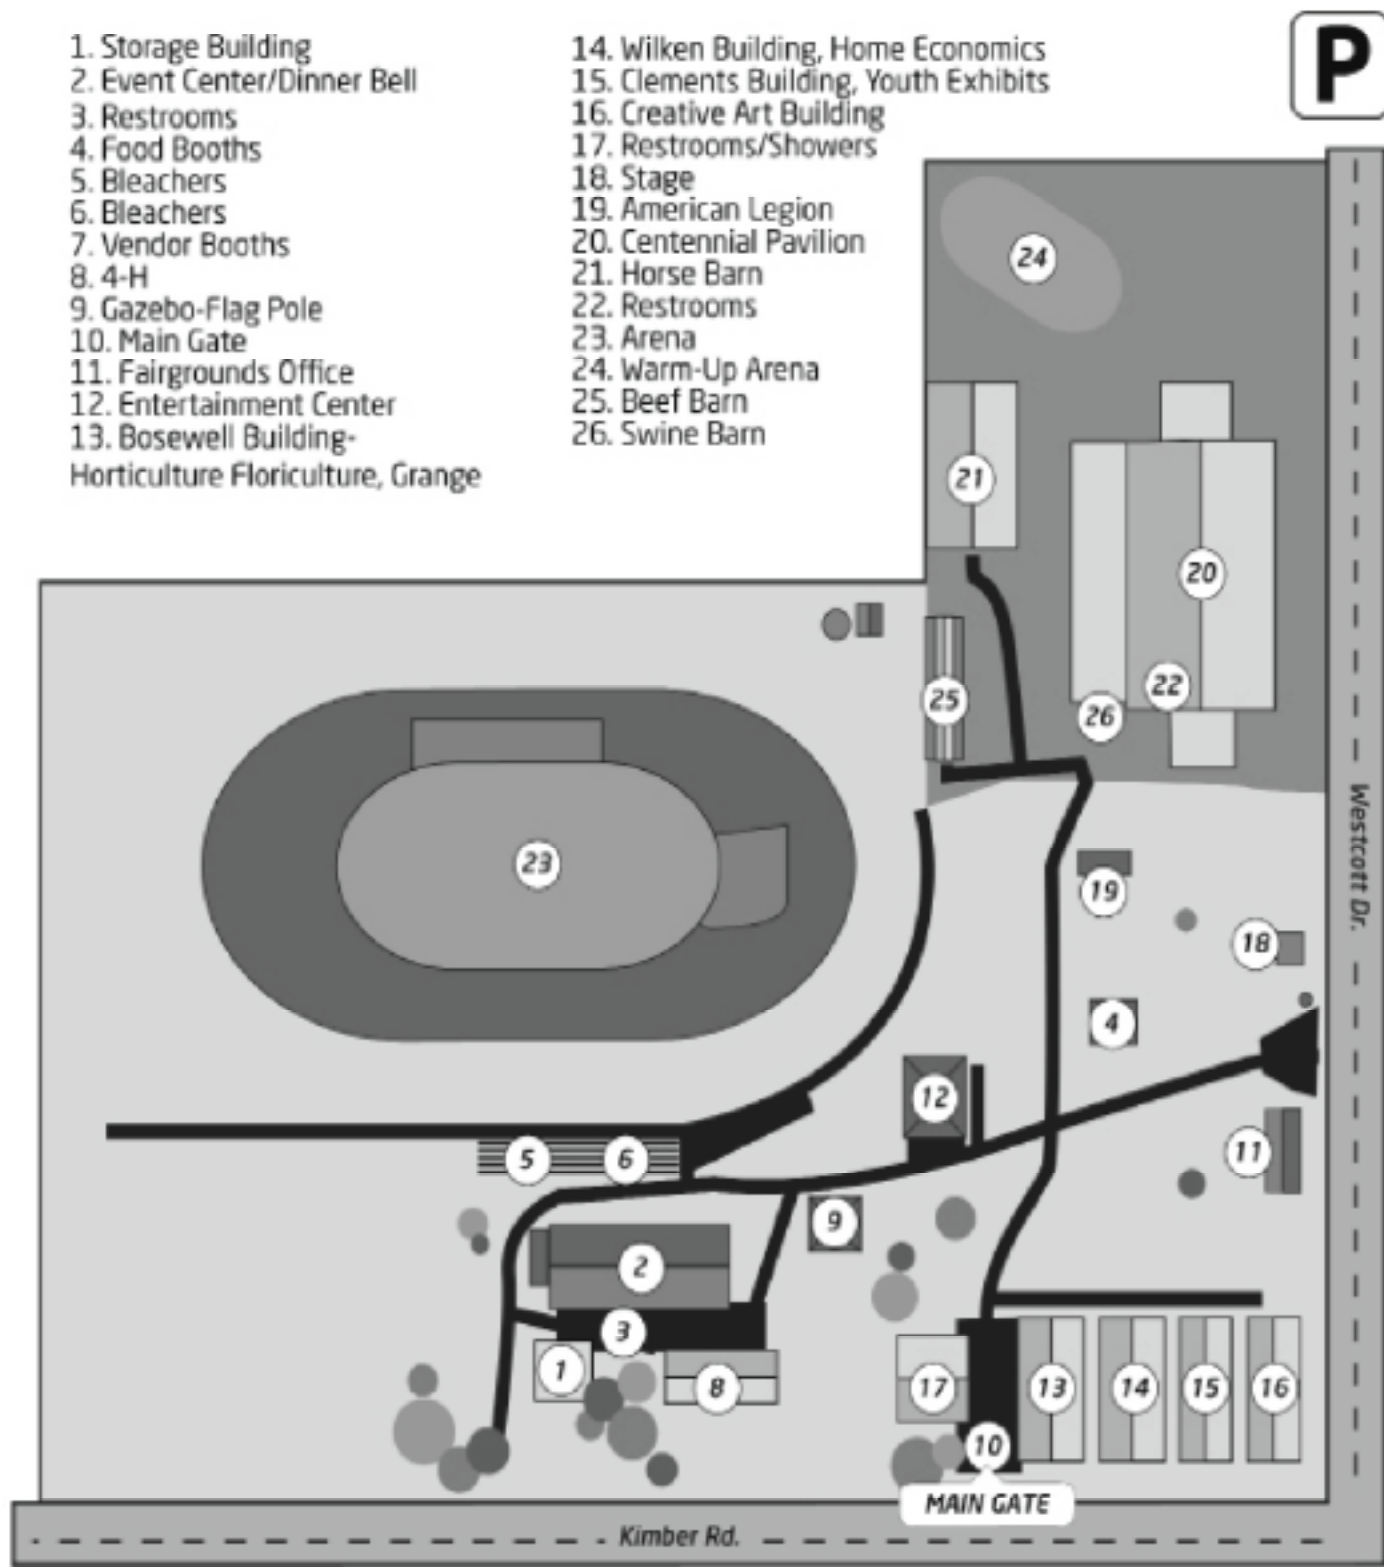 1. Storage Building
2. Event Center/Dinner Bell
3. Restrooms
4. Food Booths
5. Bleachers
6. Bleachers
7. Vendor Booths
8. 4-H
9. Gazebo-Flag Pole
10. Main Gate
11. Fairgrounds Office
12. Entertainment Center
13. Bosewell Building-
Horticulture Floriculture, Grange
14. Wilken Building, Home Economics
15. Clements Building, Youth Exhibits
16. Creative Art Building
17. Restrooms/Showers
18. Stage
19. American Legion
20. Centennial Pavilion
21. Horse Barn
22. Restrooms
23. Arena
24. Warm-Up Arena
25. Beef Barn
26. Swine Barn
P
24
21
20
25
22
26
23
19
18
4
12
11
5
6
9
2
3
1
8
17
13
14
15
16
10
MAIN GATE
Westcott Dr.
Kimber Rd.